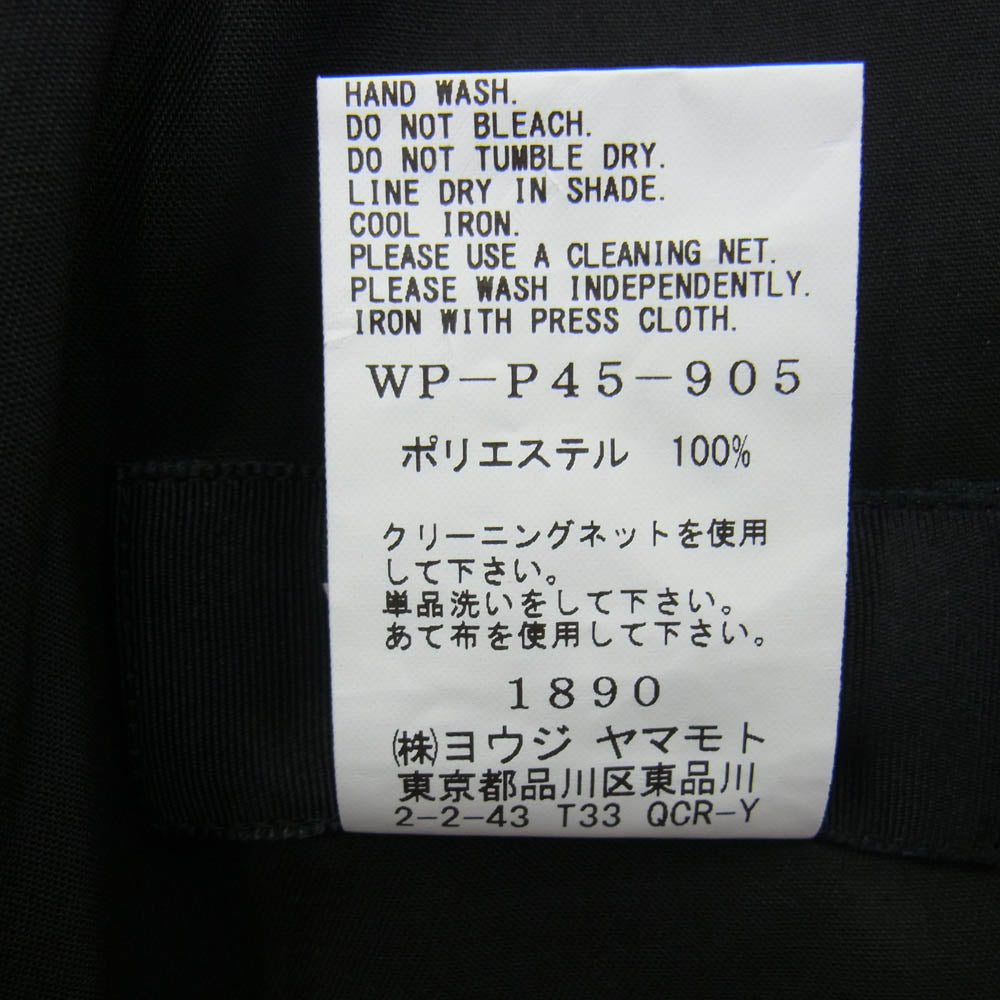 HAND WASH.
DO NOT BLEACH.
DO NOT TUMBLE DRY.
LINE DRY IN SHADE.
COOL IRON.
PLEASE USE A CLEANING NET.
PLEASE WASH INDEPENDENTLY.
IRON WITH PRESS CLOTH.
WP-P45-905
ポリエステル 100%
クリーニングネットを使用
して下さい。
単品洗いをして下さい。
あて布を使用して下さい。
1890
(株)ヨウジ ヤマモト
東京都品川区東品川
2-2-43 T33 QCR-Y